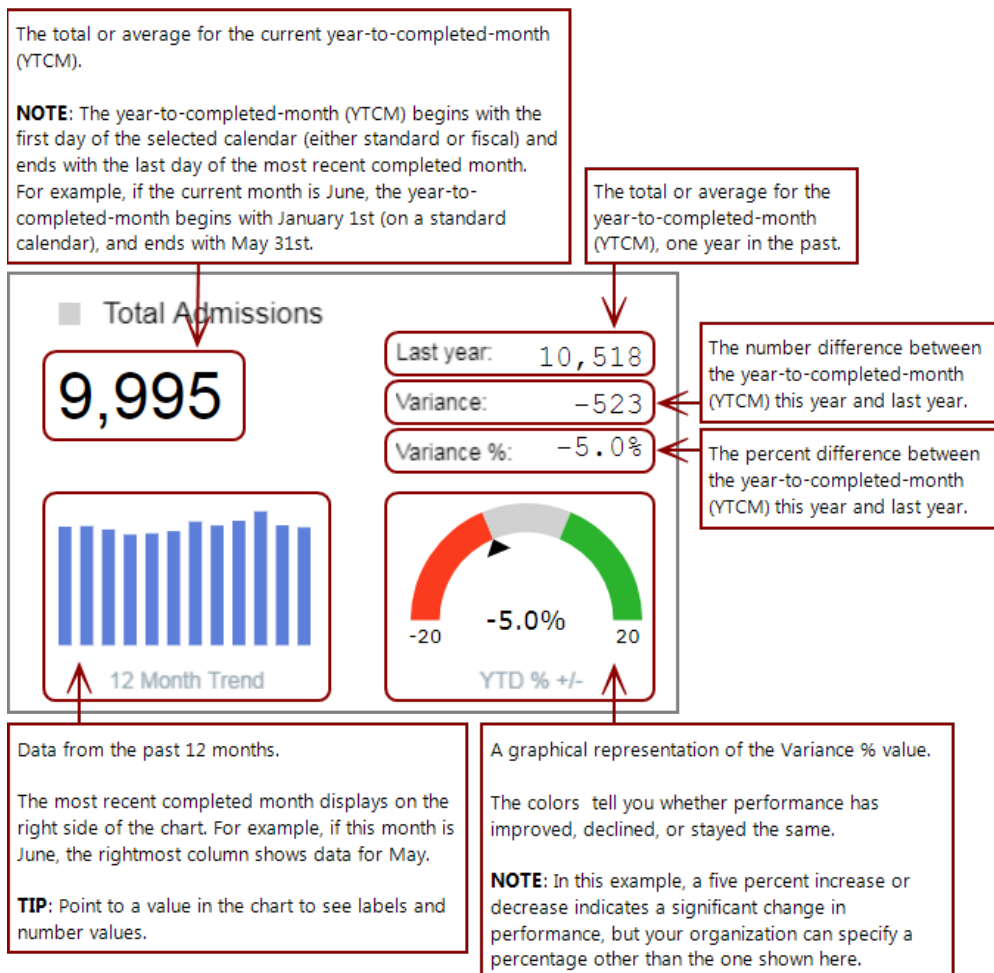 The total or average for the current year-to-completed-month
(YTCM).
NOTE: The year-to-completed-month (YTCM) begins with the
first day of the selected calendar (either standard or fiscal) and
ends with the last day of the most recent completed month.
For example, if the current month is June, the year-to-
completed-month begins with January 1st (on a standard
calendar), and ends with May 31st.
The total or average for the
year-to-completed-month
(YTCM), one year in the past.
Total Admissions
9,995
Last year: 10,518
Variance: -523
Variance %: -5.0%
The number difference between
the year-to-completed-month
(YTCM) this year and last year.
The percent difference between
the year-to-completed-month
(YTCM) this year and last year.
12 Month Trend
-5.0%
-20 20
YTD % +/-
Data from the past 12 months.
The most recent completed month displays on the
right side of the chart. For example, if this month is
June, the rightmost column shows data for May.
TIP: Point to a value in the chart to see labels and
number values.
A graphical representation of the Variance % value.
The colors tell you whether performance has
improved, declined, or stayed the same.
NOTE: In this example, a five percent increase or
decrease indicates a significant change in
performance, but your organization can specify a
percentage other than the one shown here.